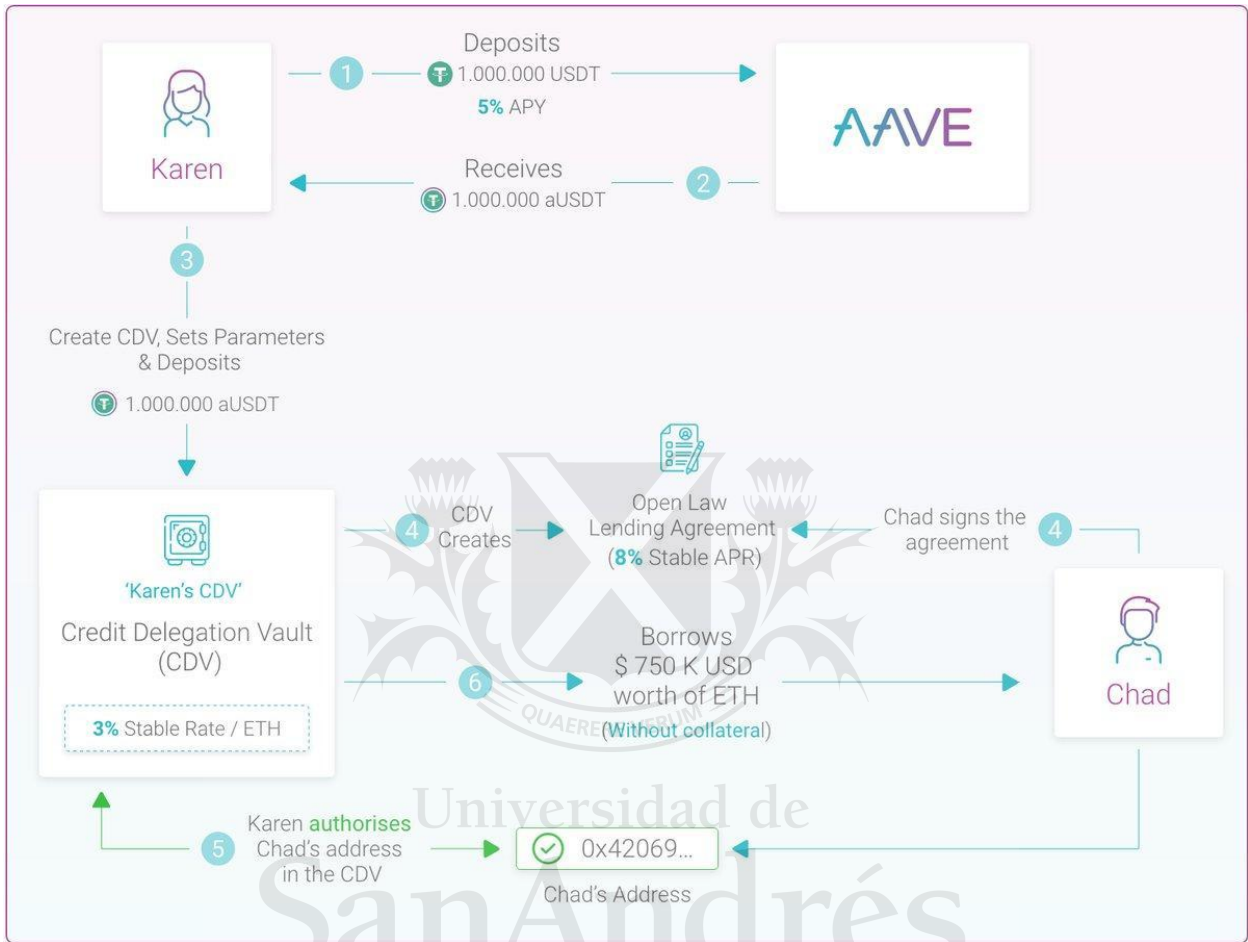 Deposits
1
1.000.000 USDT
5% APY
AAVE
Karen
Receives
2
1.000.000 aUSDT
3
Create CDV, Sets Parameters
& Deposits
1.000.000 aUSDT
4
CDV
Creates
Open Law
Lending Agreement
(8% Stable APR)
Chad signs the
agreement
4
'Karen's CDV'
Credit Delegation Vault
(CDV)
3% Stable Rate / ETH
6
Borrows
$ 750 K USD
worth of ETH
(Without collateral)
Chad
QUAERERE VERUM
5
Karen authorises
Chad's address
in the CDV
0x42069...
Chad's Address
Universidad de
SanAndrés